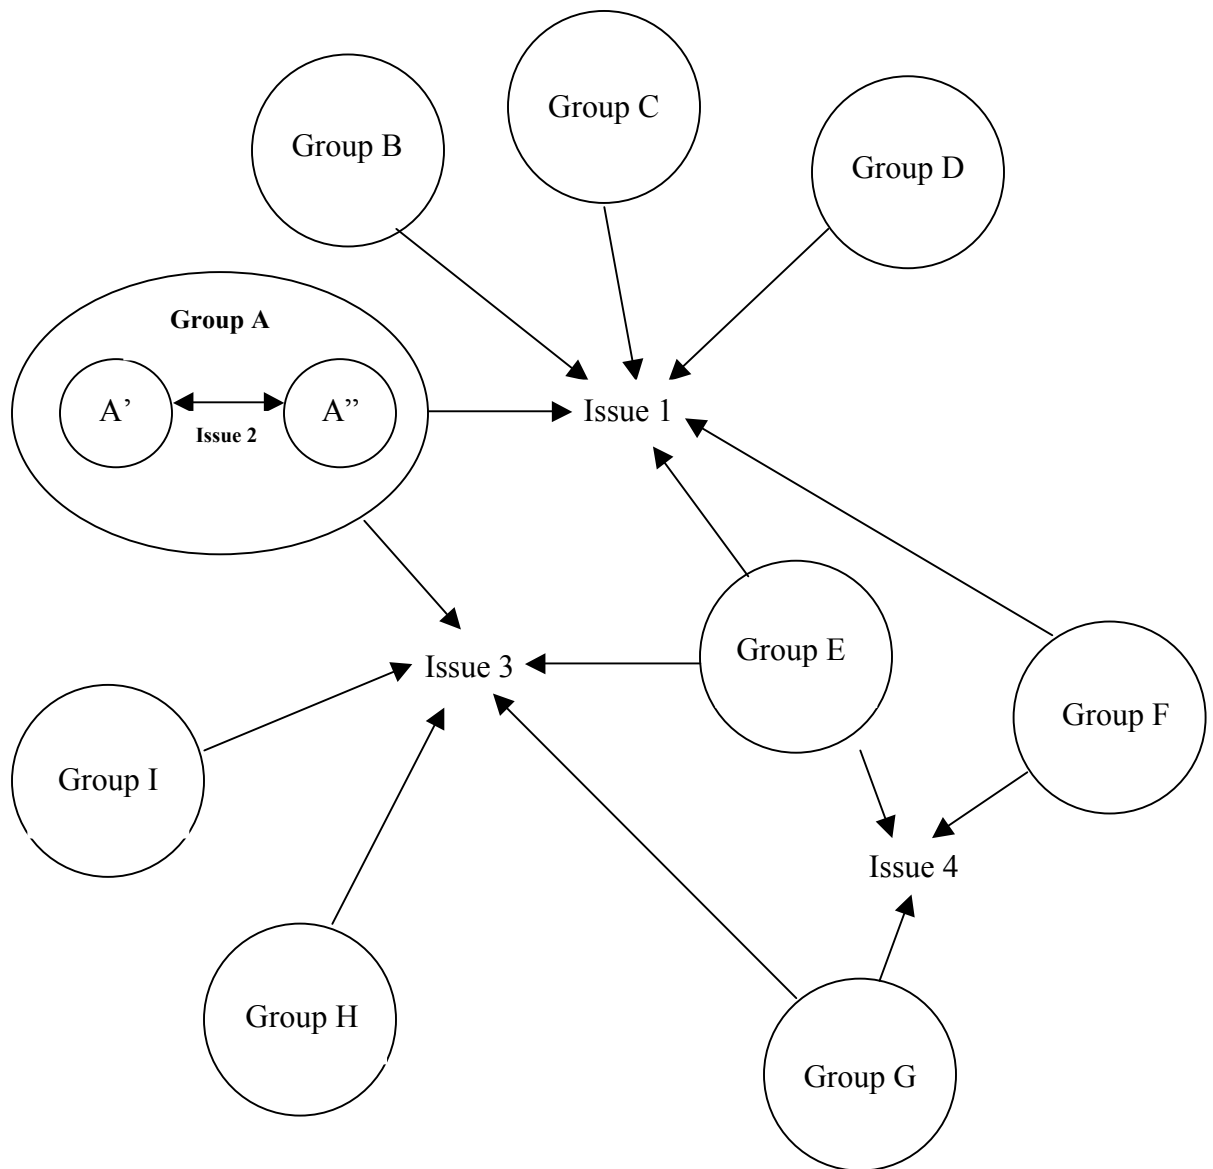 Group C
Group B
Group D
Group A
A’
A”
Issue 2
Issue 1
Group E
Issue 3
Group F
Group I
Issue 4
Group H
Group G